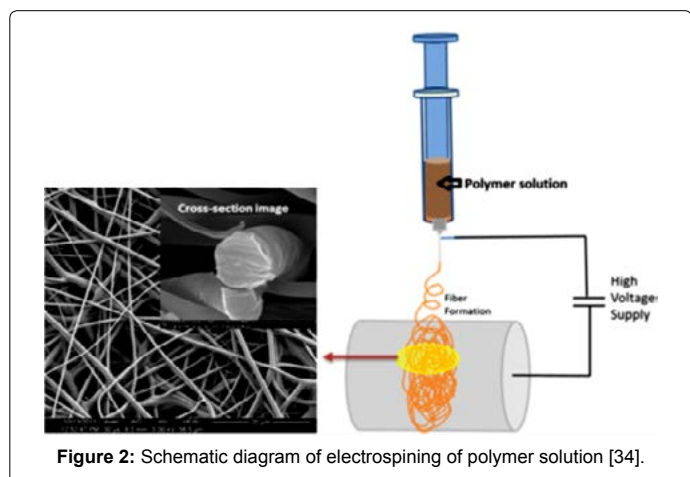 Polymer solution
Cross-section image
Fiber
Formation
High
Voltage
Supply
Figure 2: Schematic diagram of electrospining of polymer solution [34].